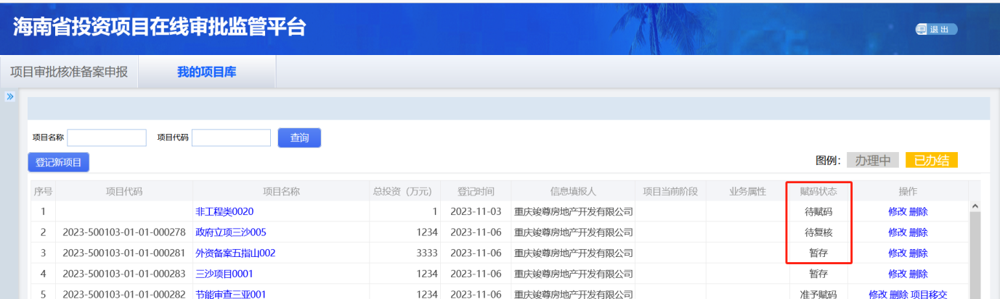 海南省投资项目在线审批监管平台
退出
项目审批核准备案申报 我的项目库
项目名称 项目代码 查询
登记新项目 图例： 办理中 已办结
序号 项目代码 项目名称 总投资（万元） 登记时间 信息填报人 项目当前阶段 业务属性 赋码状态 操作
1 非工程类0020 1 2023-11-03 重庆竣尊房地产开发有限公司 待赋码 修改 删除
2 2023-500103-01-01-000278 政府立项三沙005 1234 2023-11-06 重庆竣尊房地产开发有限公司 待复核 修改 删除
3 2023-500103-01-01-000281 外资备案五指山002 3333 2023-11-06 重庆竣尊房地产开发有限公司 暂存 修改 删除
4 2023-500103-01-01-000283 三沙项目0001 1234 2023-11-06 重庆竣尊房地产开发有限公司 暂存 修改 删除
5 2023-500103-01-01-000282 节能审查三亚001 1234 2023-11-06 重庆竣尊房地产开发有限公司 准予赋码 修改 删除 项目移交